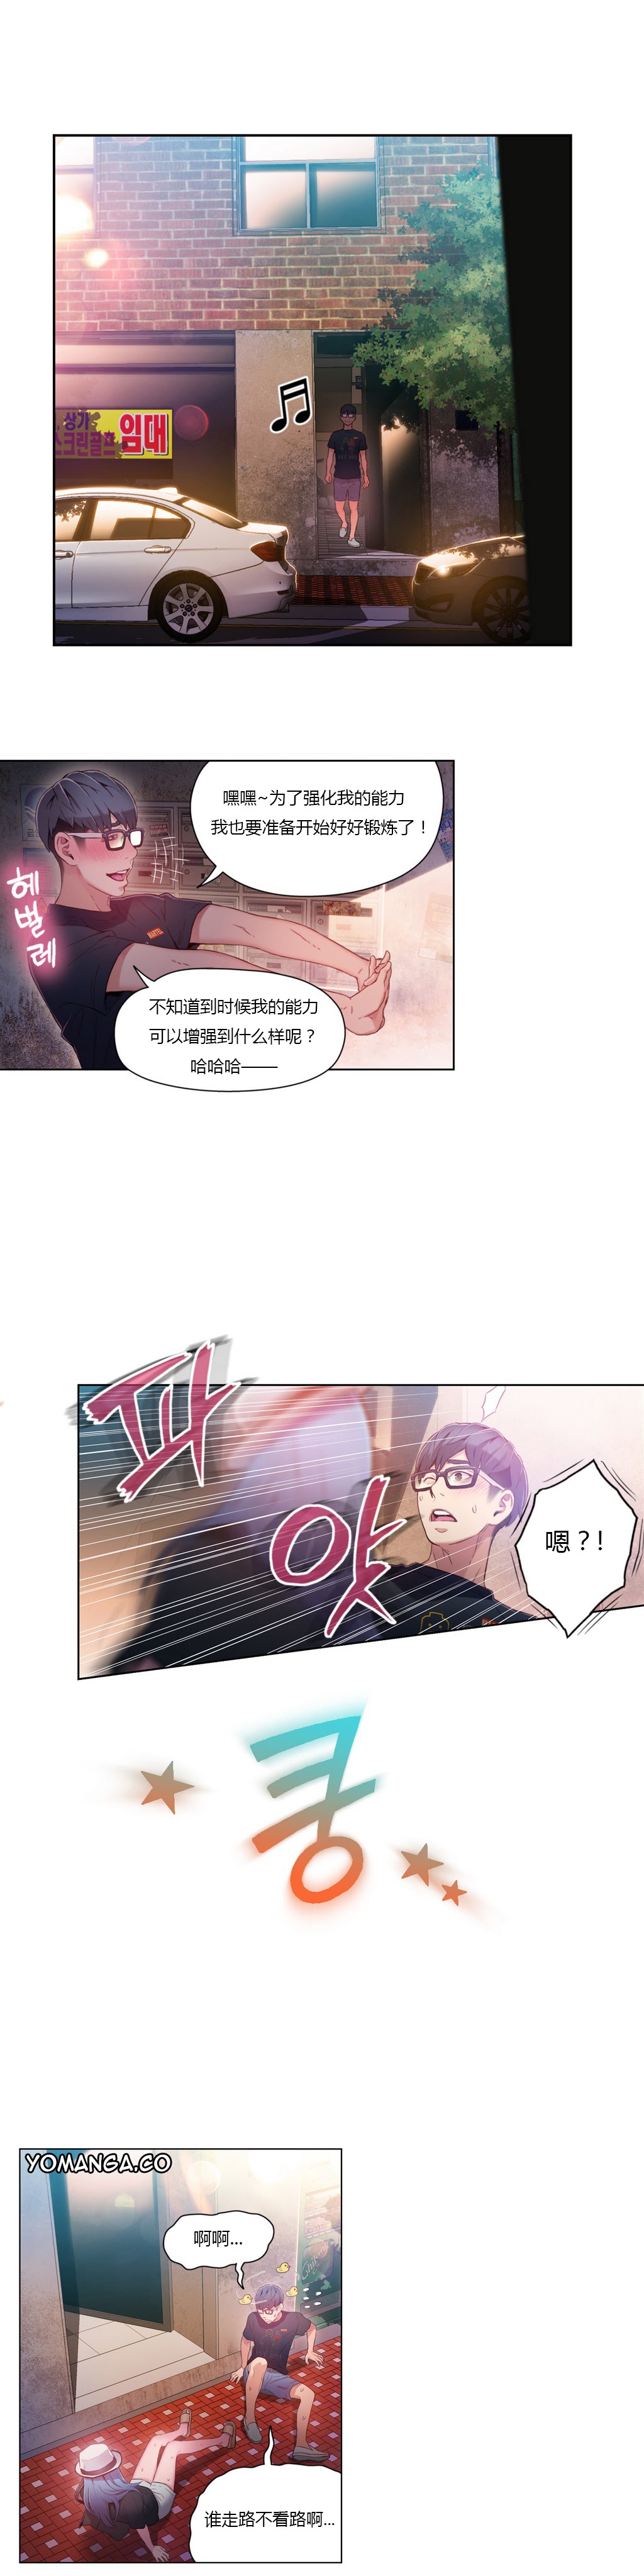 상가
스크린골프 임대
嘿嘿~为了强化我的能力
我也要准备开始好好锻炼了！
헤벌레
不知道到时候我的能力
可以增强到什么样呢？
哈哈哈——
파
앗
嗯？！
쿵
YOMANGA.CO
啊啊...
谁走路不看路啊...